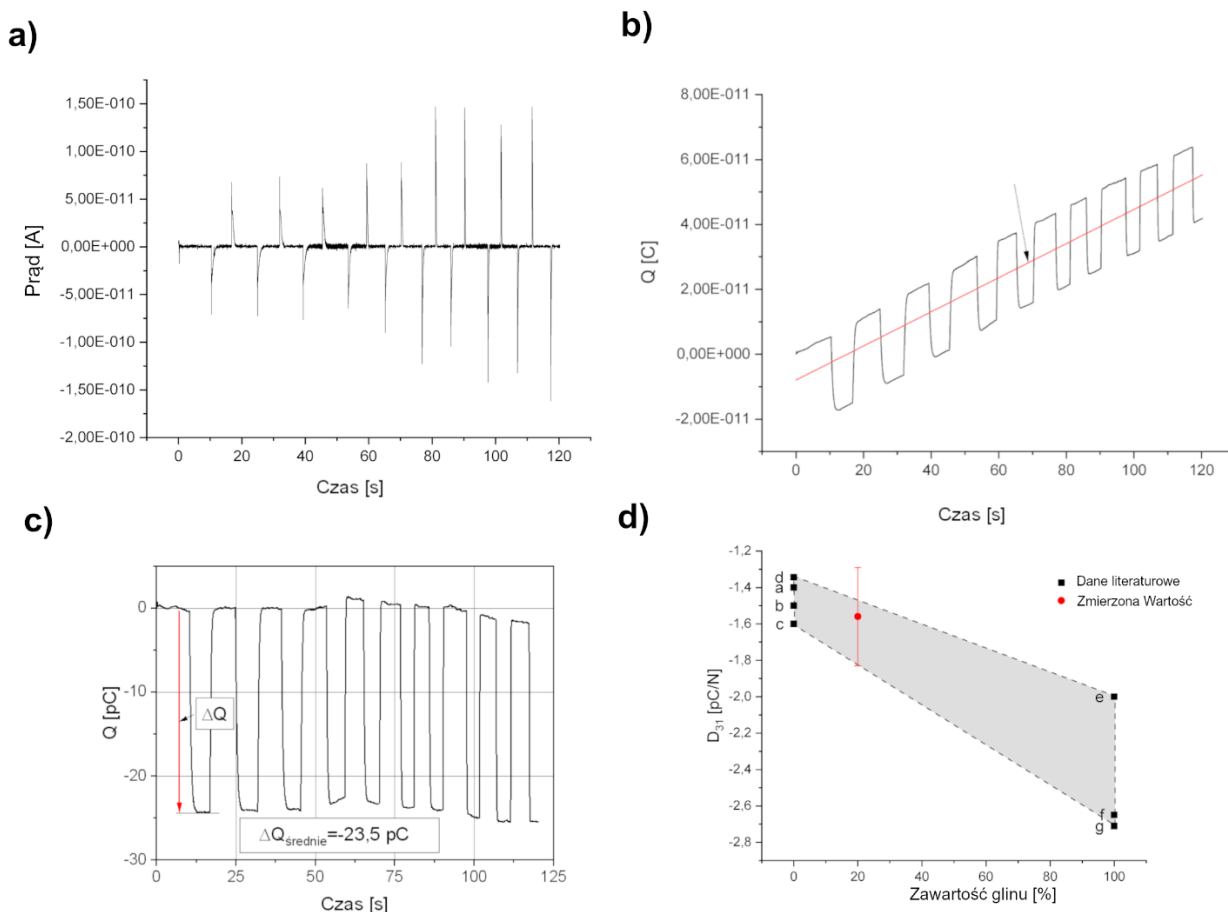 a)
1,50E-010
1,00E-010
5,00E-011
0,00E+000
-5,00E-011
-1,00E-010
-1,50E-010
-2,00E-010
Prąd [A]
0 20 40 60 80 100 120
Czas [s]
b)
8,00E-011
6,00E-011
4,00E-011
2,00E-011
0,00E+000
-2,00E-011
Q [C]
0 20 40 60 80 100 120
Czas [s]
c)
0
-10
-20
-30
Q [pC]
ΔQ
ΔQśrednie=-23,5 pC
0 25 50 75 100 125
Czas [s]
d)
-1,2
-1,4
-1,6
-1,8
-2,0
-2,2
-2,4
-2,6
-2,8
D31 [pC/N]
d
a
b
c
e
f
g
Dane literaturowe
Zmierzona Wartość
0 20 40 60 80 100
Zawartość glinu [%]